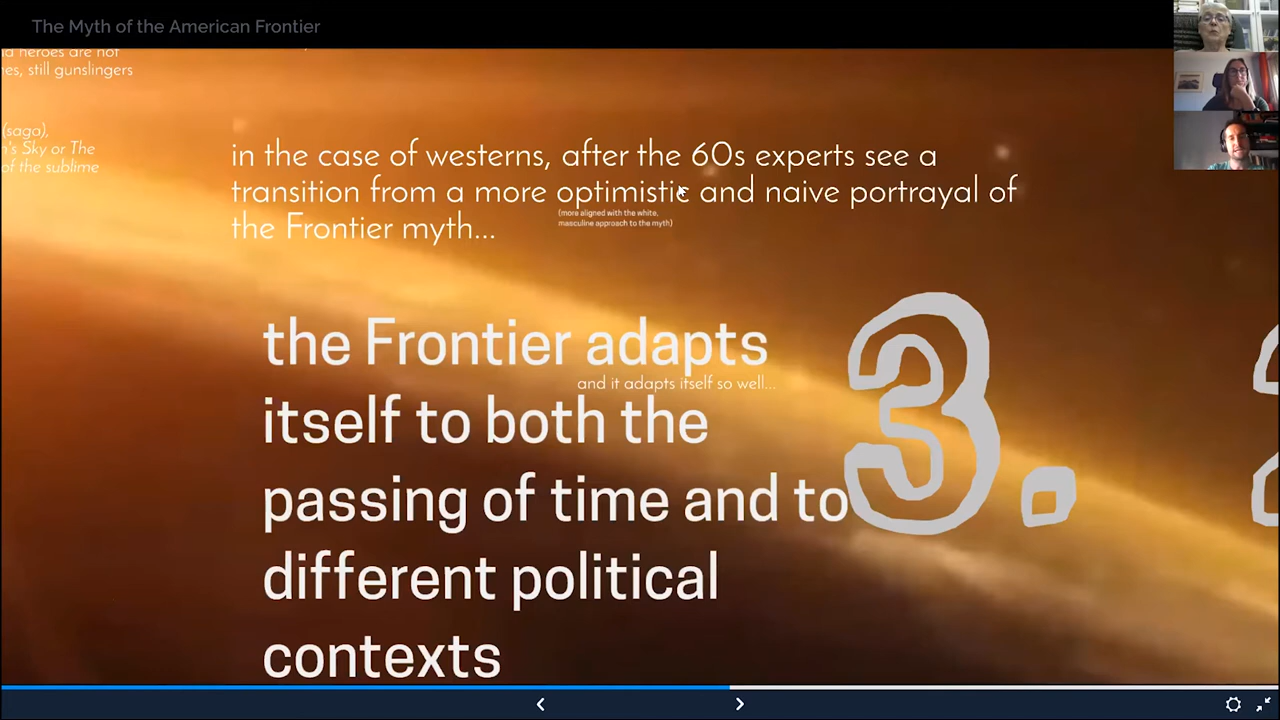 The Myth of the American Frontier
d heroes are not
es, still gunslingers
(saga),
n's Sky or The
of the sublime
in the case of westerns, after the 60s experts see a
transition from a more optimistic and naive portrayal of
(more aligned with the white,
masculine approach to the myth)
the Frontier myth...
the Frontier adapts
and it adapts itself so well...
itself to both the
passing of time and to
different political
contexts
3.